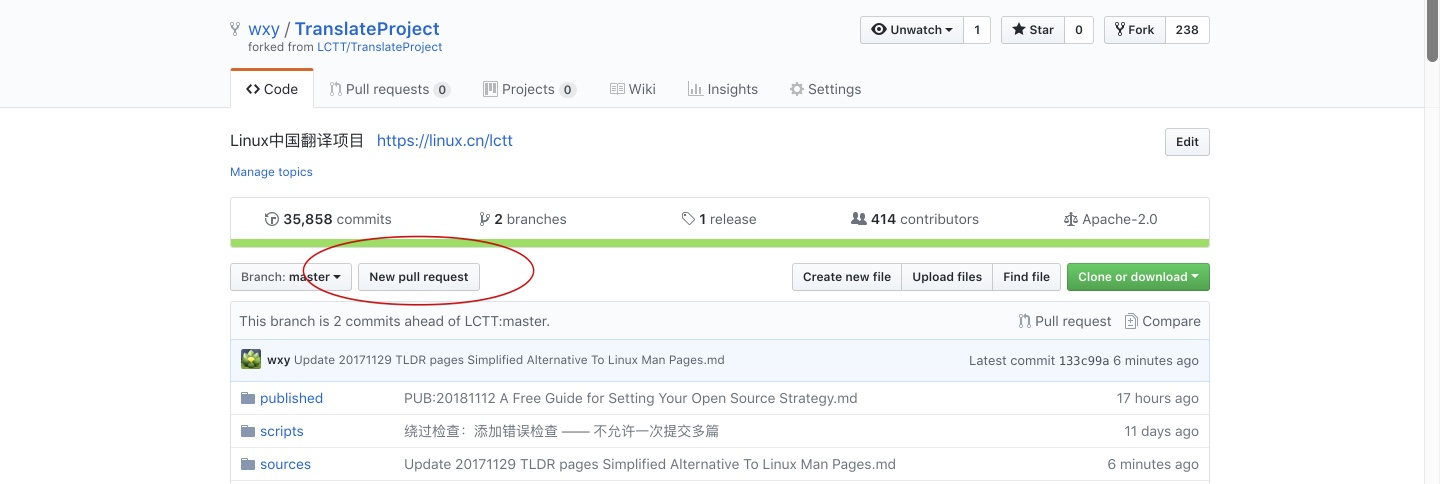 wxy / TranslateProject
forked from LCTT/TranslateProject
Unwatch 1 Star 0 Fork 238
Code Pull requests 0 Projects 0 Wiki Insights Settings
Linux中国翻译项目 https://linux.cn/lctt
Edit
Manage topics
35,858 commits 2 branches 1 release 414 contributors Apache-2.0
Branch: master New pull request Create new file Upload files Find file Clone or download
This branch is 2 commits ahead of LCTT:master. Pull request Compare
wxy Update 20171129 TLDR pages Simplified Alternative To Linux Man Pages.md Latest commit 133c99a 6 minutes ago
published PUB:20181112 A Free Guide for Setting Your Open Source Strategy.md 17 hours ago
scripts 绕过检查：添加错误检查 —— 不允许一次提交多篇 11 days ago
sources Update 20171129 TLDR pages Simplified Alternative To Linux Man Pages.md 6 minutes ago